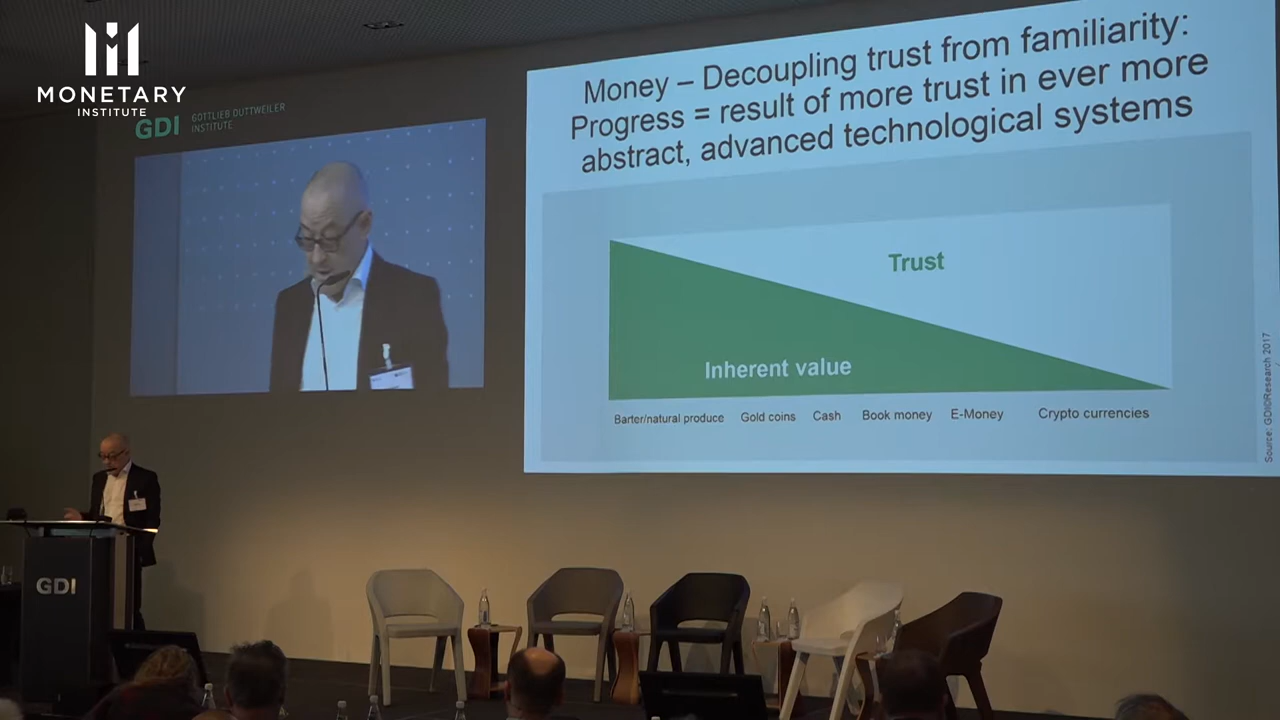 MONETARY
INSTITUTE
GDI GOTTLIEB DUTTWEILER
INSTITUTE
Money – Decoupling trust from familiarity:
Progress = result of more trust in ever more
abstract, advanced technological systems
Trust
Inherent value
Barter/natural produce Gold coins Cash Book money E-Money Crypto currencies
Source: GDI/Research 2017
GDI